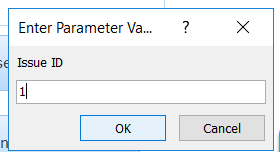 Enter Parameter Va... ?
Issue ID
1
OK Cancel